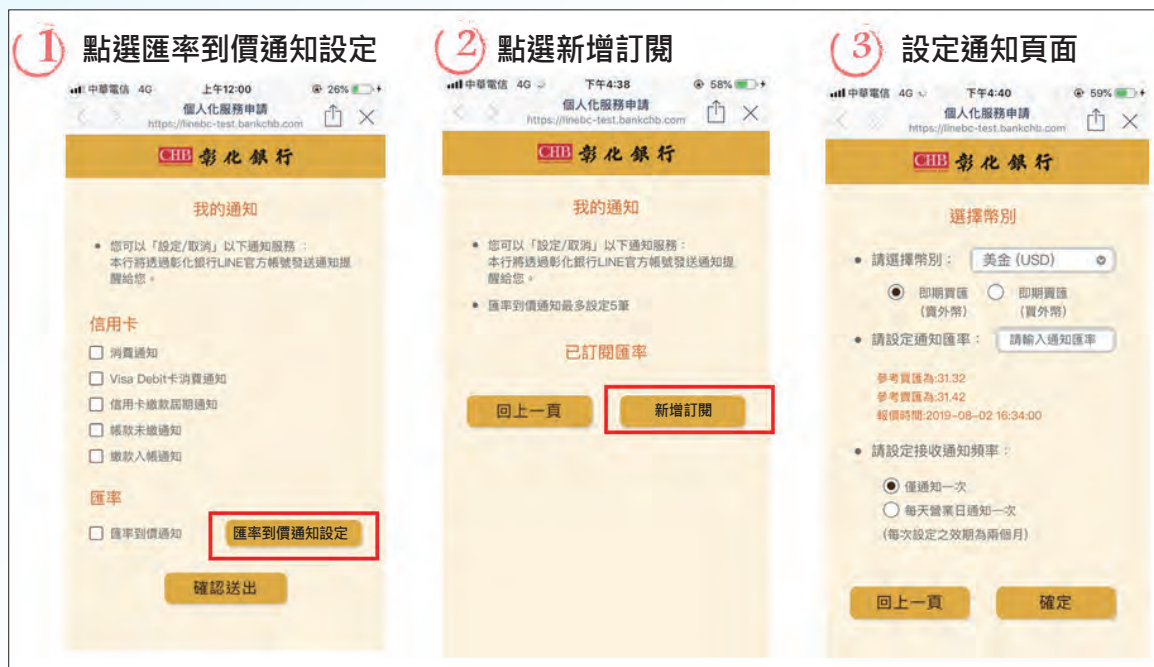 1 點選匯率到價通知設定
中華電信 4G 上午12:00 26%
個人化服務申請
https://linebc-test.bankchb.com
CHB 彰化銀行
我的通知
• 您可以「設定/取消」以下通知服務：
本行將透過彰化銀行LINE官方帳號發送通知提
醒給您。
信用卡
消費通知
Visa Debit卡消費通知
信用卡繳款屆期通知
帳款未繳通知
繳款入帳通知
匯率
匯率到價通知 匯率到價通知設定
確認送出
2 點選新增訂閱
中華電信 4G 下午4:38 58%
個人化服務申請
https://linebc-test.bankchb.com
CHB 彰化銀行
我的通知
• 您可以「設定/取消」以下通知服務：
本行將透過彰化銀行LINE官方帳號發送通知提
醒給您。
• 匯率到價通知最多設定5筆
已訂閱匯率
回上一頁 新增訂閱
3 設定通知頁面
中華電信 4G 下午4:40 59%
個人化服務申請
https://linebc-test.bankchb.com
CHB 彰化銀行
選擇幣別
• 請選擇幣別： 美金 (USD)
即期買匯 即期賣匯
(賣外幣) (買外幣)
• 請設定通知匯率： 請輸入通知匯率
參考買匯為:31.32
參考賣匯為:31.42
報價時間:2019-08-02 16:34:00
• 請設定接收通知頻率：
僅通知一次
每天營業日通知一次
(每次設定之效期為兩個月)
回上一頁 確定